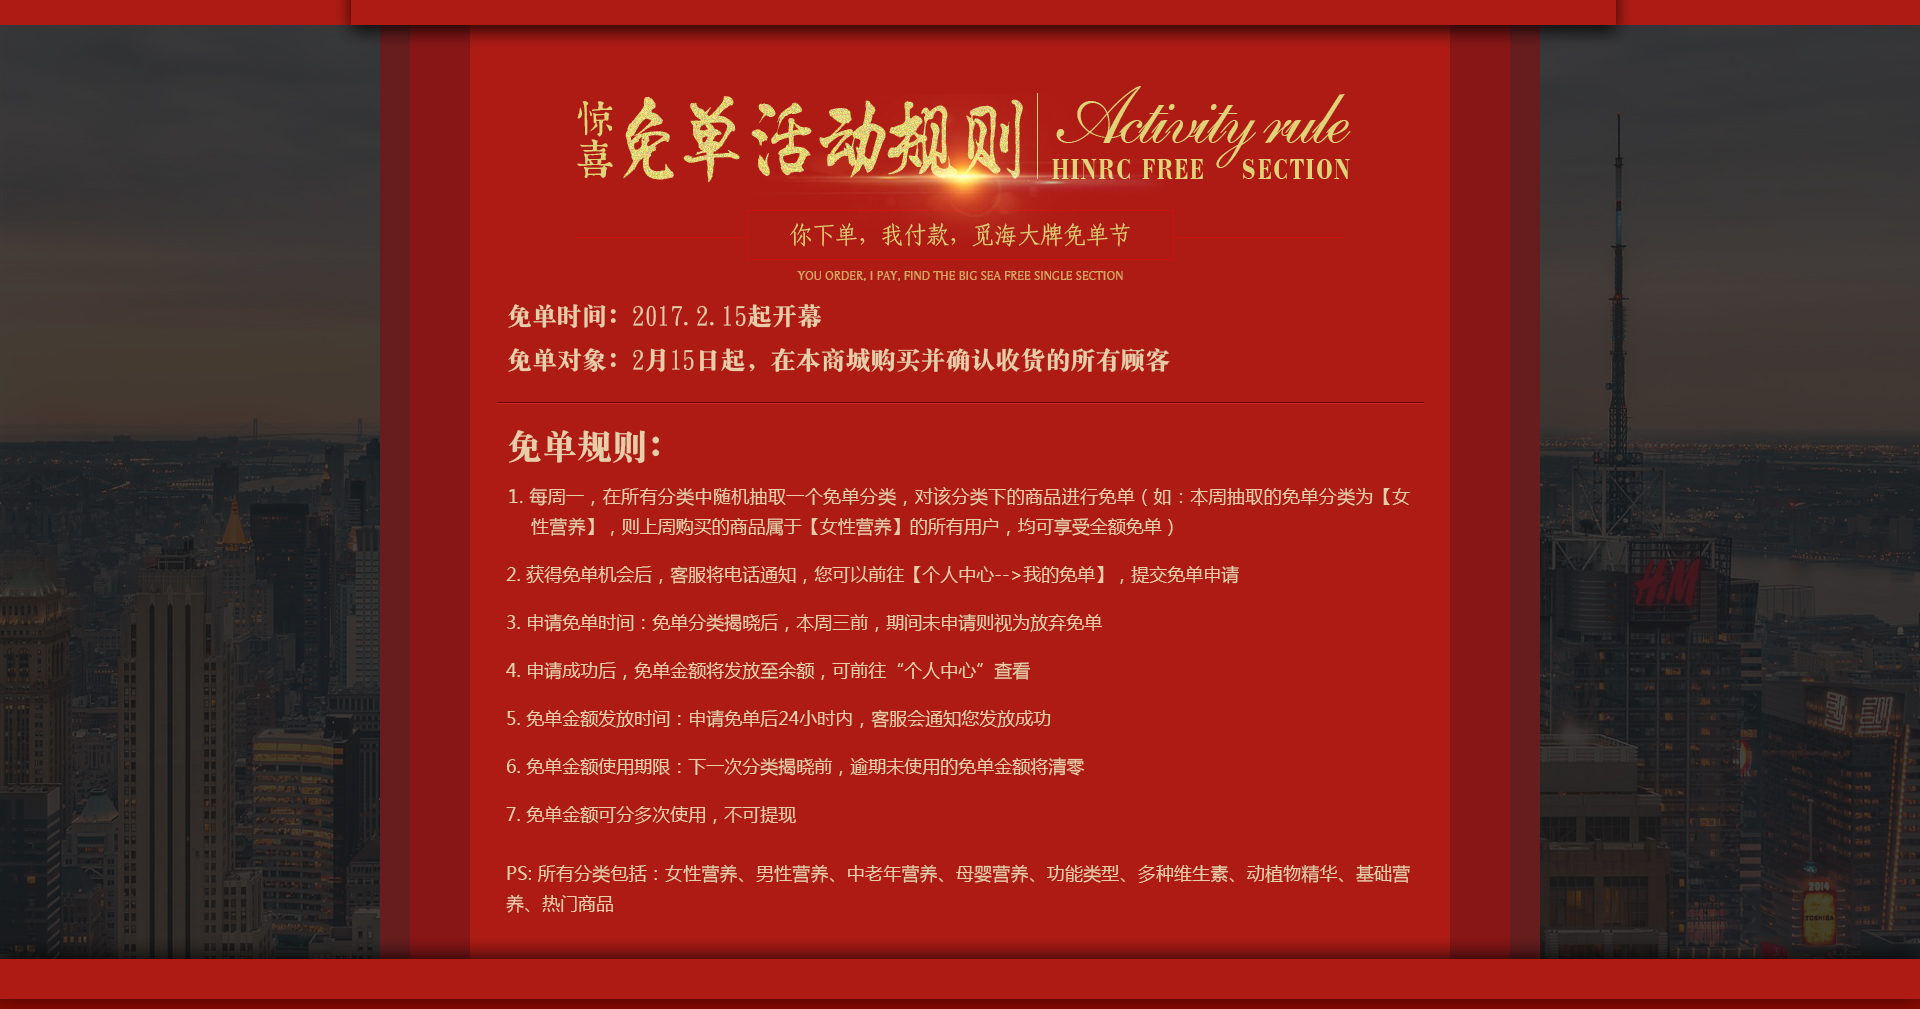 惊喜
免单活动规则
Activity rule
HINRC FREE SECTION
你下单，我付款，觅海大牌免单节
YOU ORDER, I PAY, FIND THE BIG SEA FREE SINGLE SECTION
免单时间：2017.2.15起开幕
免单对象：2月15日起，在本商城购买并确认收货的所有顾客
免单规则：
1. 每周一，在所有分类中随机抽取一个免单分类，对该分类下的商品进行免单（如：本周抽取的免单分类为【女
性营养】，则上周购买的商品属于【女性营养】的所有用户，均可享受全额免单）
2. 获得免单机会后，客服将电话通知，您可以前往【个人中心-->我的免单】，提交免单申请
3. 申请免单时间：免单分类揭晓后，本周三前，期间未申请则视为放弃免单
4. 申请成功后，免单金额将发放至余额，可前往“个人中心”查看
5. 免单金额发放时间：申请免单后24小时内，客服会通知您发放成功
6. 免单金额使用期限：下一次分类揭晓前，逾期未使用的免单金额将清零
7. 免单金额可分多次使用，不可提现
PS: 所有分类包括：女性营养、男性营养、中老年营养、母婴营养、功能类型、多种维生素、动植物精华、基础营
养、热门商品
H&M
2014
TOSHIBA